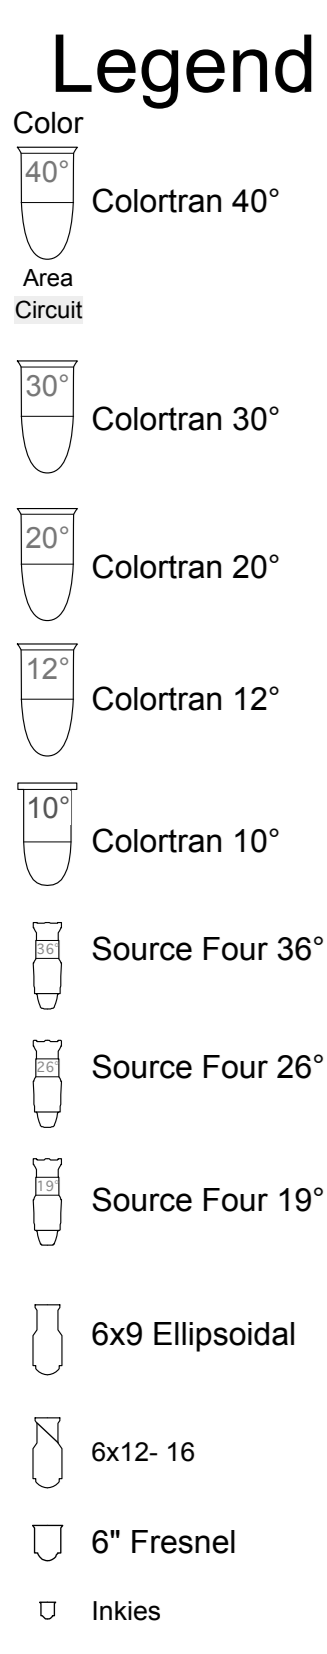 Legend
Color
40°
Colortran 40°
Area
Circuit
30°
Colortran 30°
20°
Colortran 20°
12°
Colortran 12°
10°
Colortran 10°
36°
Source Four 36°
26°
Source Four 26°
19°
Source Four 19°
6x9 Ellipsoidal
6x12- 16
6" Fresnel
Inkies